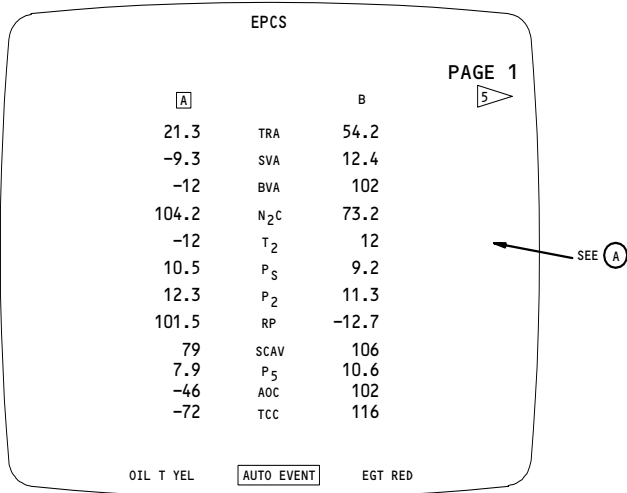 EPCS
PAGE 1
5
A B
21.3 TRA 54.2
-9.3 SVA 12.4
-12 BVA 102
104.2 N2C 73.2
-12 T2 12
10.5 PS 9.2
12.3 P2 11.3
101.5 RP -12.7
79 SCAV 106
7.9 P5 10.6
-46 AOC 102
-72 TCC 116
SEE A
OIL T YEL AUTO EVENT EGT RED